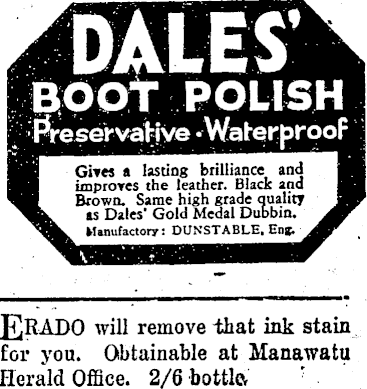 DALES'
BOOT POLISH
Preservative · Waterproof
Gives a lasting brilliance and
improves the leather. Black and
Brown. Same high grade quality
as Dales' Gold Medal Dubbin.
Manufactory: DUNSTABLE, Eng.
ERADO will remove that ink stain
for you. Obtainable at Manawatu
Herald Office. 2/6 bottle.